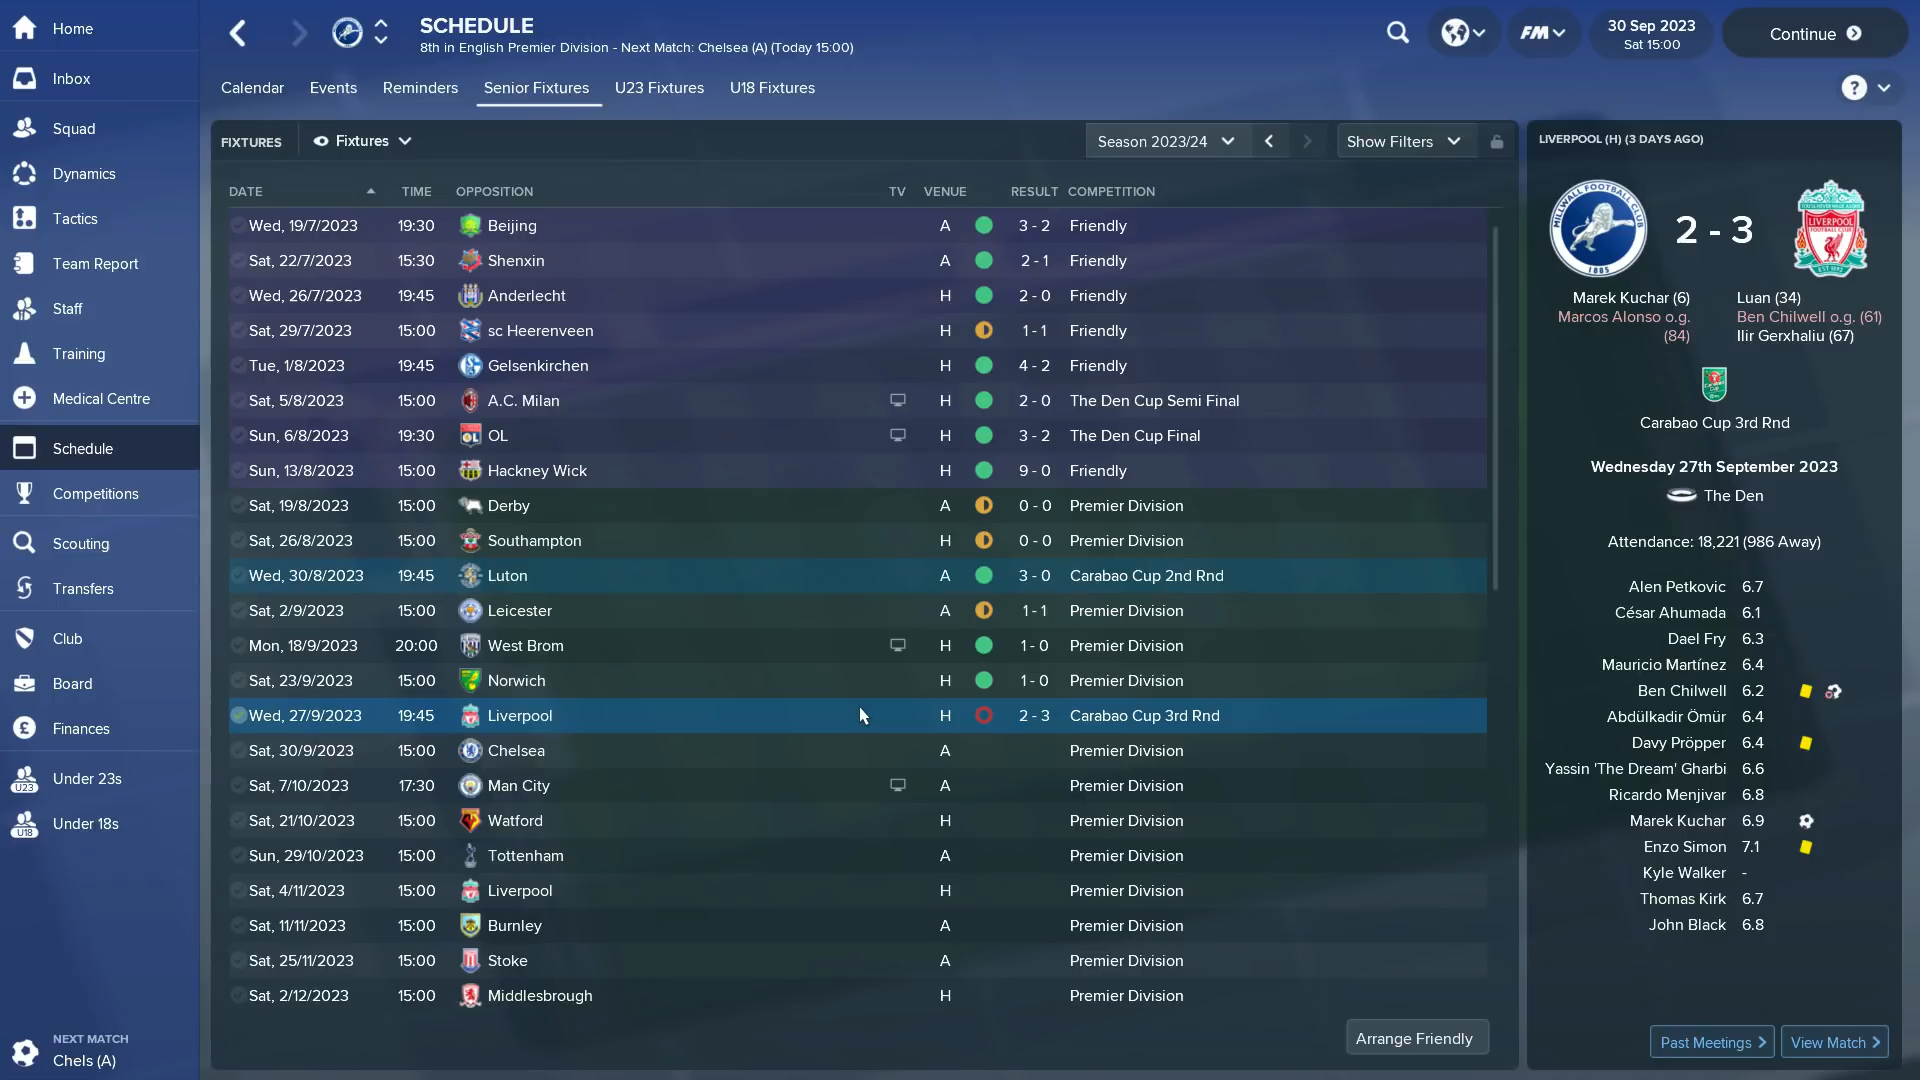 Home
Inbox
Squad
Dynamics
Tactics
Team Report
Staff
Training
Medical Centre
Schedule
Competitions
Scouting
Transfers
Club
Board
Finances
U23 Under 23s
U18 Under 18s
NEXT MATCH
Chels (A)
SCHEDULE
8th in English Premier Division - Next Match: Chelsea (A) (Today 15:00)
FM
30 Sep 2023
Sat 15:00
Continue
Calendar Events Reminders Senior Fixtures U23 Fixtures U18 Fixtures
?
FIXTURES Fixtures Season 2023/24 Show Filters
DATE TIME OPPOSITION TV VENUE RESULT COMPETITION
Wed, 19/7/2023 19:30 Beijing A 3 - 2 Friendly
Sat, 22/7/2023 15:30 Shenxin A 2 - 1 Friendly
Wed, 26/7/2023 19:45 Anderlecht H 2 - 0 Friendly
Sat, 29/7/2023 15:00 sc Heerenveen H 1 - 1 Friendly
Tue, 1/8/2023 19:45 Gelsenkirchen H 4 - 2 Friendly
Sat, 5/8/2023 15:00 A.C. Milan H 2 - 0 The Den Cup Semi Final
Sun, 6/8/2023 19:30 OL H 3 - 2 The Den Cup Final
Sun, 13/8/2023 15:00 Hackney Wick H 9 - 0 Friendly
Sat, 19/8/2023 15:00 Derby A 0 - 0 Premier Division
Sat, 26/8/2023 15:00 Southampton H 0 - 0 Premier Division
Wed, 30/8/2023 19:45 Luton A 3 - 0 Carabao Cup 2nd Rnd
Sat, 2/9/2023 15:00 Leicester A 1 - 1 Premier Division
Mon, 18/9/2023 20:00 West Brom H 1 - 0 Premier Division
Sat, 23/9/2023 15:00 Norwich H 1 - 0 Premier Division
Wed, 27/9/2023 19:45 Liverpool H 2 - 3 Carabao Cup 3rd Rnd
Sat, 30/9/2023 15:00 Chelsea A Premier Division
Sat, 7/10/2023 17:30 Man City A Premier Division
Sat, 21/10/2023 15:00 Watford H Premier Division
Sun, 29/10/2023 15:00 Tottenham A Premier Division
Sat, 4/11/2023 15:00 Liverpool H Premier Division
Sat, 11/11/2023 15:00 Burnley A Premier Division
Sat, 25/11/2023 15:00 Stoke A Premier Division
Sat, 2/12/2023 15:00 Middlesbrough H Premier Division
Arrange Friendly
LIVERPOOL (H) (3 DAYS AGO)
MILLWALL FOOTBALL CLUB
1885
2 - 3
LIVERPOOL
Marek Kuchar (6) Luan (34)
Marcos Alonso o.g. Ben Chilwell o.g. (61)
(84) Ilir Gerxhaliu (67)
Carabao Cup 3rd Rnd
Wednesday 27th September 2023
The Den
Attendance: 18,221 (986 Away)
Alen Petkovic 6.7
César Ahumada 6.1
Dael Fry 6.3
Mauricio Martínez 6.4
Ben Chilwell 6.2
Abdülkadir Ömür 6.4
Davy Pröpper 6.4
Yassin 'The Dream' Gharbi 6.6
Ricardo Menjivar 6.8
Marek Kuchar 6.9
Enzo Simon 7.1
Kyle Walker -
Thomas Kirk 6.7
John Black 6.8
Past Meetings View Match